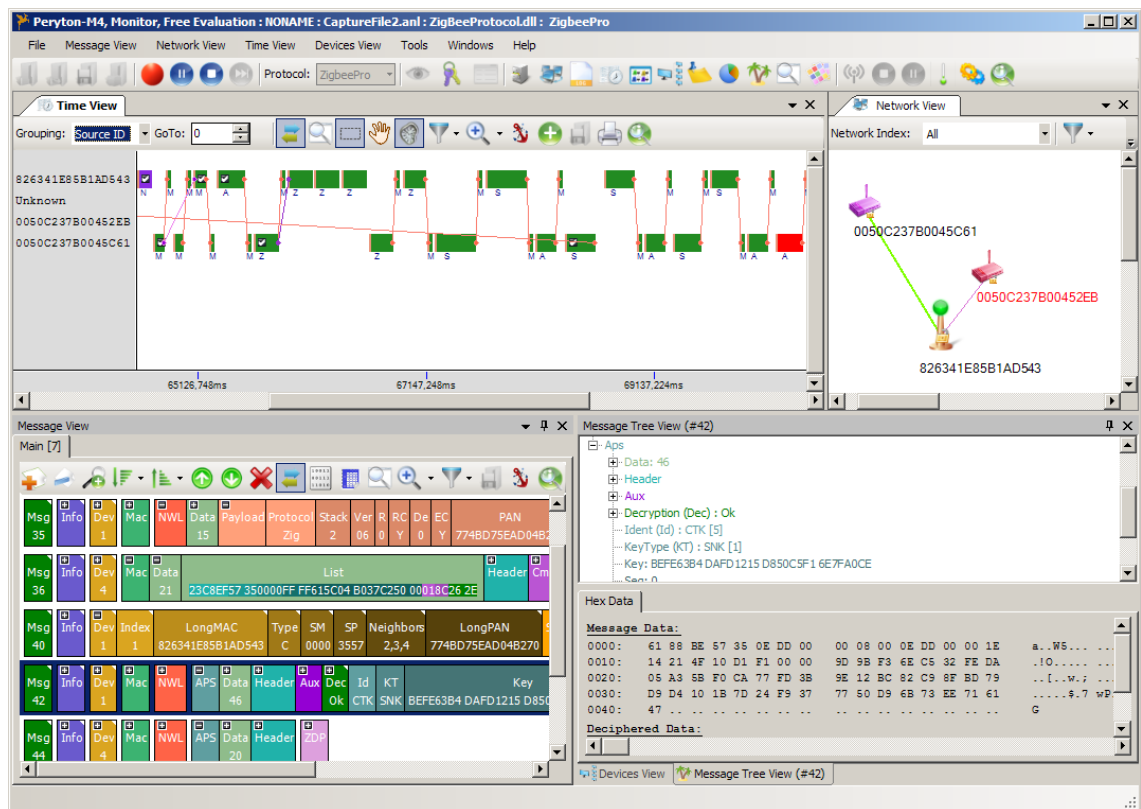 Peryton-M4, Monitor, Free Evaluation : NONAME : CaptureFile2.anl : ZigBeeProtocol.dll : ZigbeePro
File Message View Network View Time View Devices View Tools Windows Help
Protocol: ZigbeePro
Time View
Grouping: Source ID GoTo: 0
826341E85B1AD543
Unknown
0050C237B00452EB
0050C237B0045C61
N M M M A M Z Z Z M Z M S M S M M S M M
M M M M Z Z M S M A S M A S M A A
65126,748ms 67147,248ms 69137,224ms
Network View
Network Index: All
0050C237B0045C61
0050C237B00452EB
826341E85B1AD543
Message View
Main [7]
Msg 35 Info Dev 1 Mac NWL Data 15 Payload Protocol Zig Stack 2 Ver 06 R 0 RC Y De 0 EC Y PAN 774BD75EAD04B2
Msg 36 Info Dev 4 Mac Data 21 List 23C8EF57 350000FF FF615C04 B037C250 00018C26 2E Header Cm
Msg 40 Info Dev 1 Index 1 LongMAC 826341E85B1AD543 Type C SM 0000 SP 3557 Neighbors 2,3,4 LongPAN 774BD75EAD04B270
Msg 42 Info Dev 1 Mac NWL APS Data 46 Header Aux Dec Ok Id CTK KT SNK Key BEFE63B4 DAFD1215 D850
Msg 44 Info Dev 4 Mac NWL APS Data 20 Header ZDP
Message Tree View (#42)
Aps
Data: 46
Header
Aux
Decryption (Dec) : Ok
Ident (Id) : CTK [5]
KeyType (KT) : SNK [1]
Key: BEFE63B4 DAFD1215 D850C5F1 6E7FA0CE
Seq: 0
Hex Data
Message Data:
0000: 61 88 BE 57 35 0E DD 00 00 08 00 0E DD 00 00 1E a..W5... ...
0010: 14 21 4F 10 D1 F1 00 00 9D 9B F3 6E C5 32 FE DA .!O..... ...
0020: 05 A3 5B F0 CA 77 FD 3B 9E 12 BC 82 C9 8F BD 79 ..[..w.; ...
0030: D9 D4 10 1B 7D 24 F9 37 77 50 D9 6B 73 EE 71 61 .....$.7 wP.
0040: 47 .. .. .. .. .. .. .. .. .. .. .. .. .. .. .. G
Deciphered Data:
Devices View Message Tree View (#42)